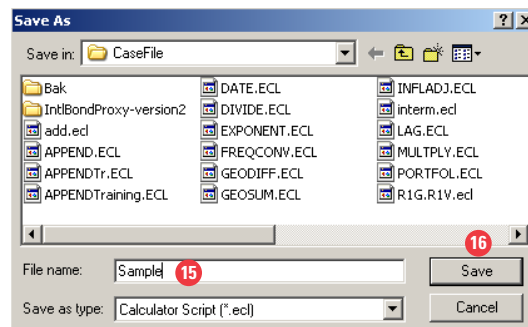 Save As
Save in: CaseFile
Bak
IntlBondProxy-version2
add.ecl
APPEND.ECL
APPENDTr.ECL
APPENDTraining.ECL
DATE.ECL
DIVIDE.ECL
EXPONENT.ECL
FREQCONV.ECL
GEODIFF.ECL
GEOSUM.ECL
INFLADJ.ECL
interm.ecl
LAG.ECL
MULTPLY.ECL
PORTFOL.ECL
R1G.R1V.ecl
16
File name: Sample 15 Save
Save as type: Calculator Script (*.ecl) Cancel